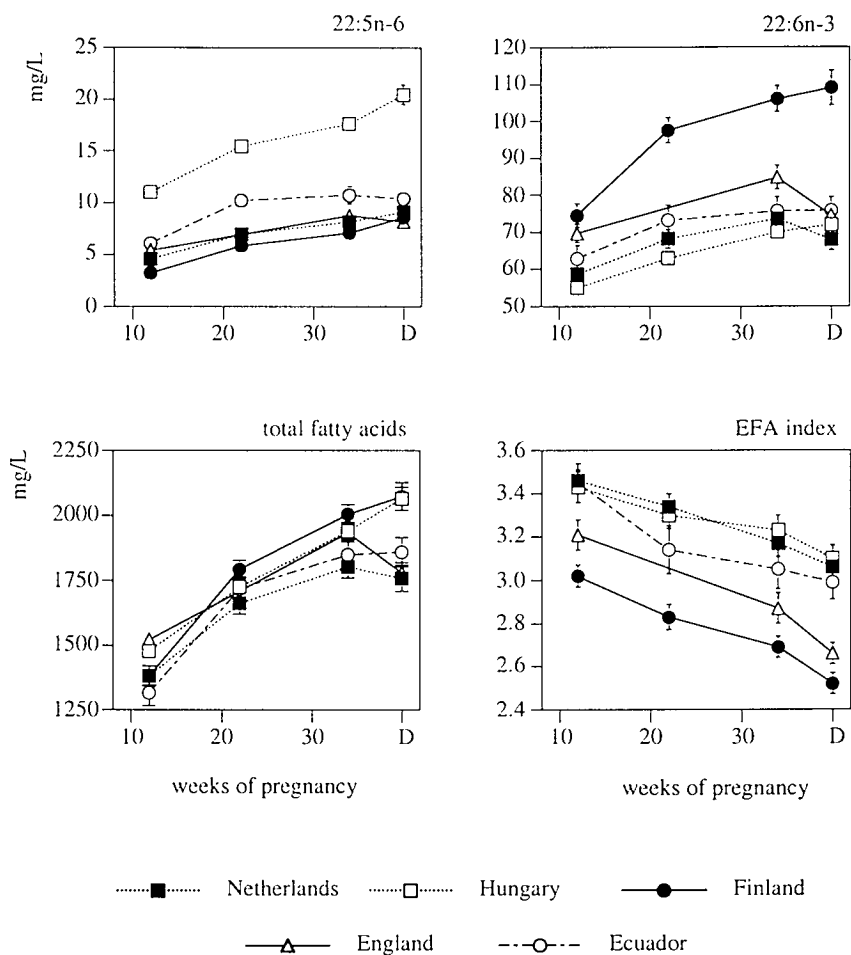 22:5n-6
mg/L
25
20
15
10
5
0
10 20 30 D
22:6n-3
120
110
100
90
80
70
60
50
10 20 30 D
total fatty acids
mg/L
2250
2000
1750
1500
1250
10 20 30 D
weeks of pregnancy
EFA index
3.6
3.4
3.2
3.0
2.8
2.6
2.4
10 20 30 D
weeks of pregnancy
Netherlands Hungary Finland
England Ecuador